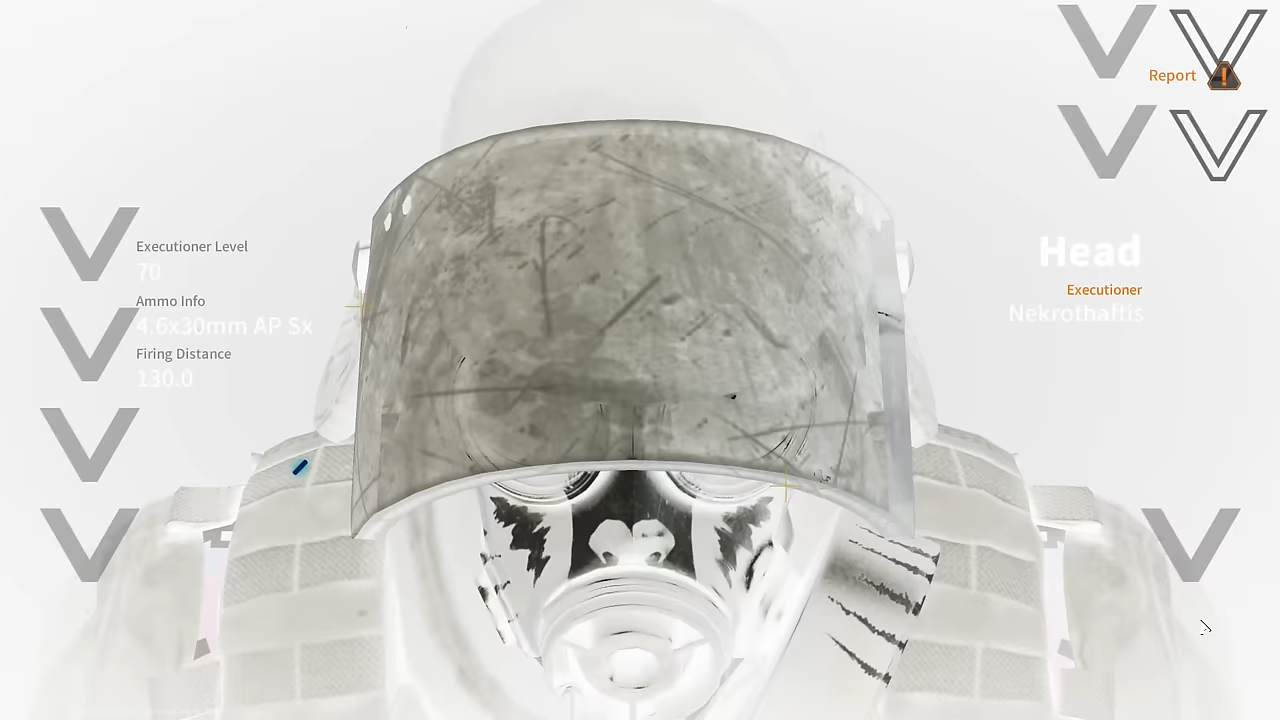 Report
Executioner Level
70
Ammo Info
4.6x30mm AP Sx
Firing Distance
130.0
Head
Executioner
Nekrothaftis